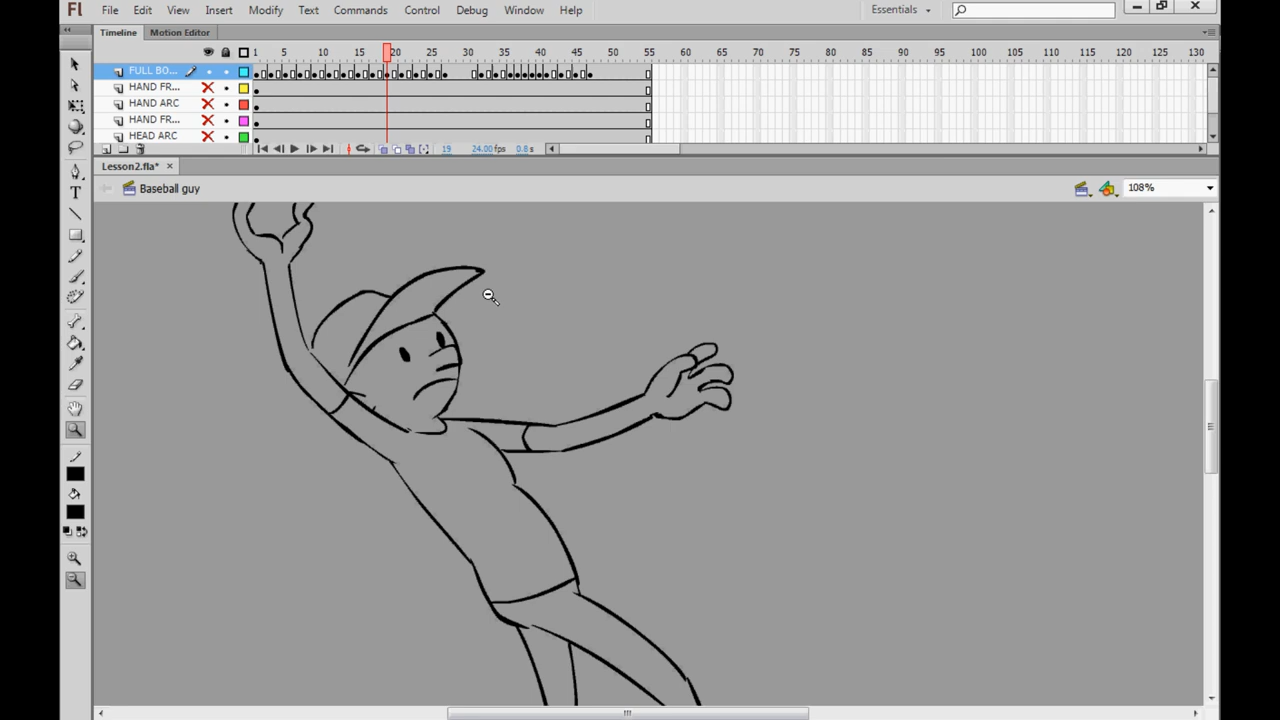 Fl File Edit View Insert Modify Text Commands Control Debug Window Help Essentials
Timeline Motion Editor
1 5 10 15 20 25 30 35 40 45 50 55 60 65 70 75 80 85 90 95 100 105 110 115 120 125 130
FULL BO...
HAND FR...
HAND ARC
HAND FR...
HEAD ARC
19 24.00 fps 0.8 s
Lesson2.fla*
Baseball guy 108%